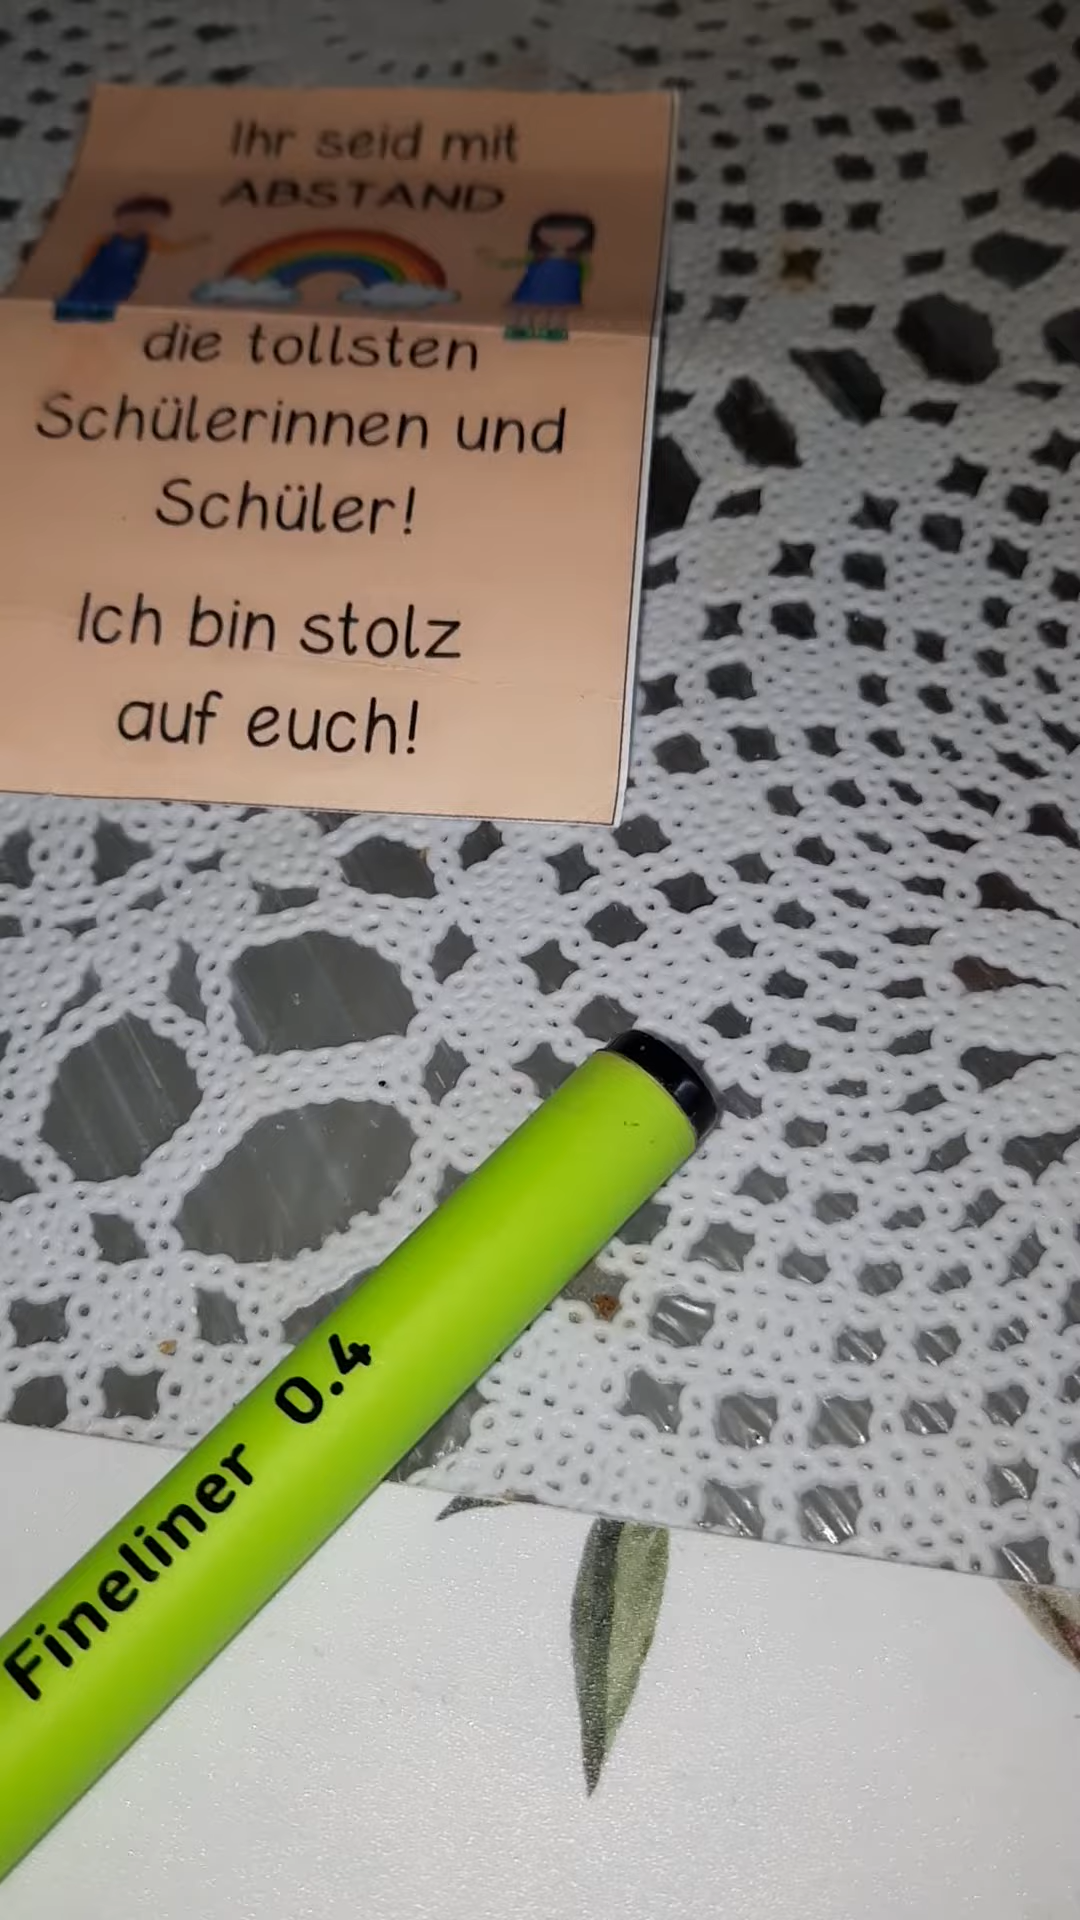 Ihr seid mit
ABSTAND
die tollsten
Schülerinnen und
Schüler!
Ich bin stolz
auf euch!
Fineliner 0.4